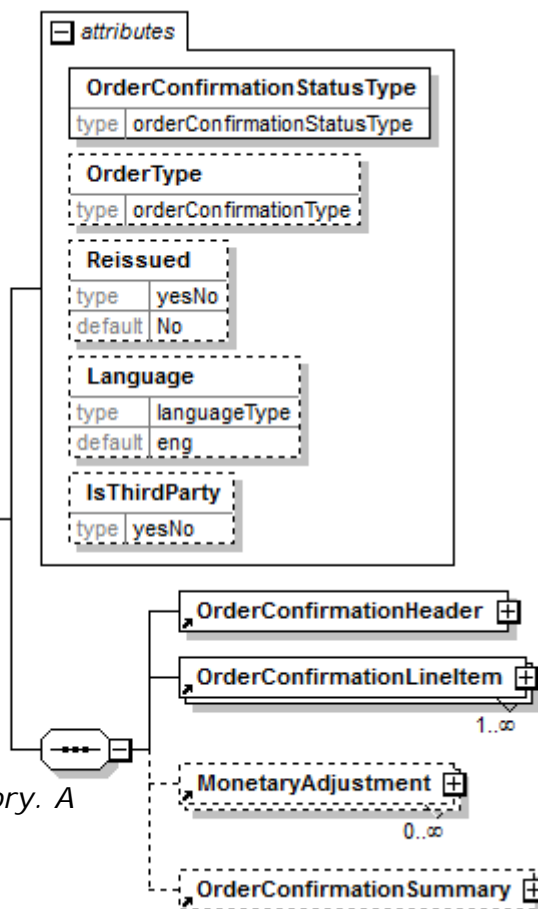 attributes
OrderConfirmationStatusType
type orderConfirmationStatusType
OrderType
type orderConfirmationType
Reissued
type yesNo
default No
Language
type languageType
default eng
IsThirdParty
type yesNo
OrderConfirmationHeader
OrderConfirmationLineItem
1..∞
MonetaryAdjustment
ory. A
0..∞
OrderConfirmationSummary